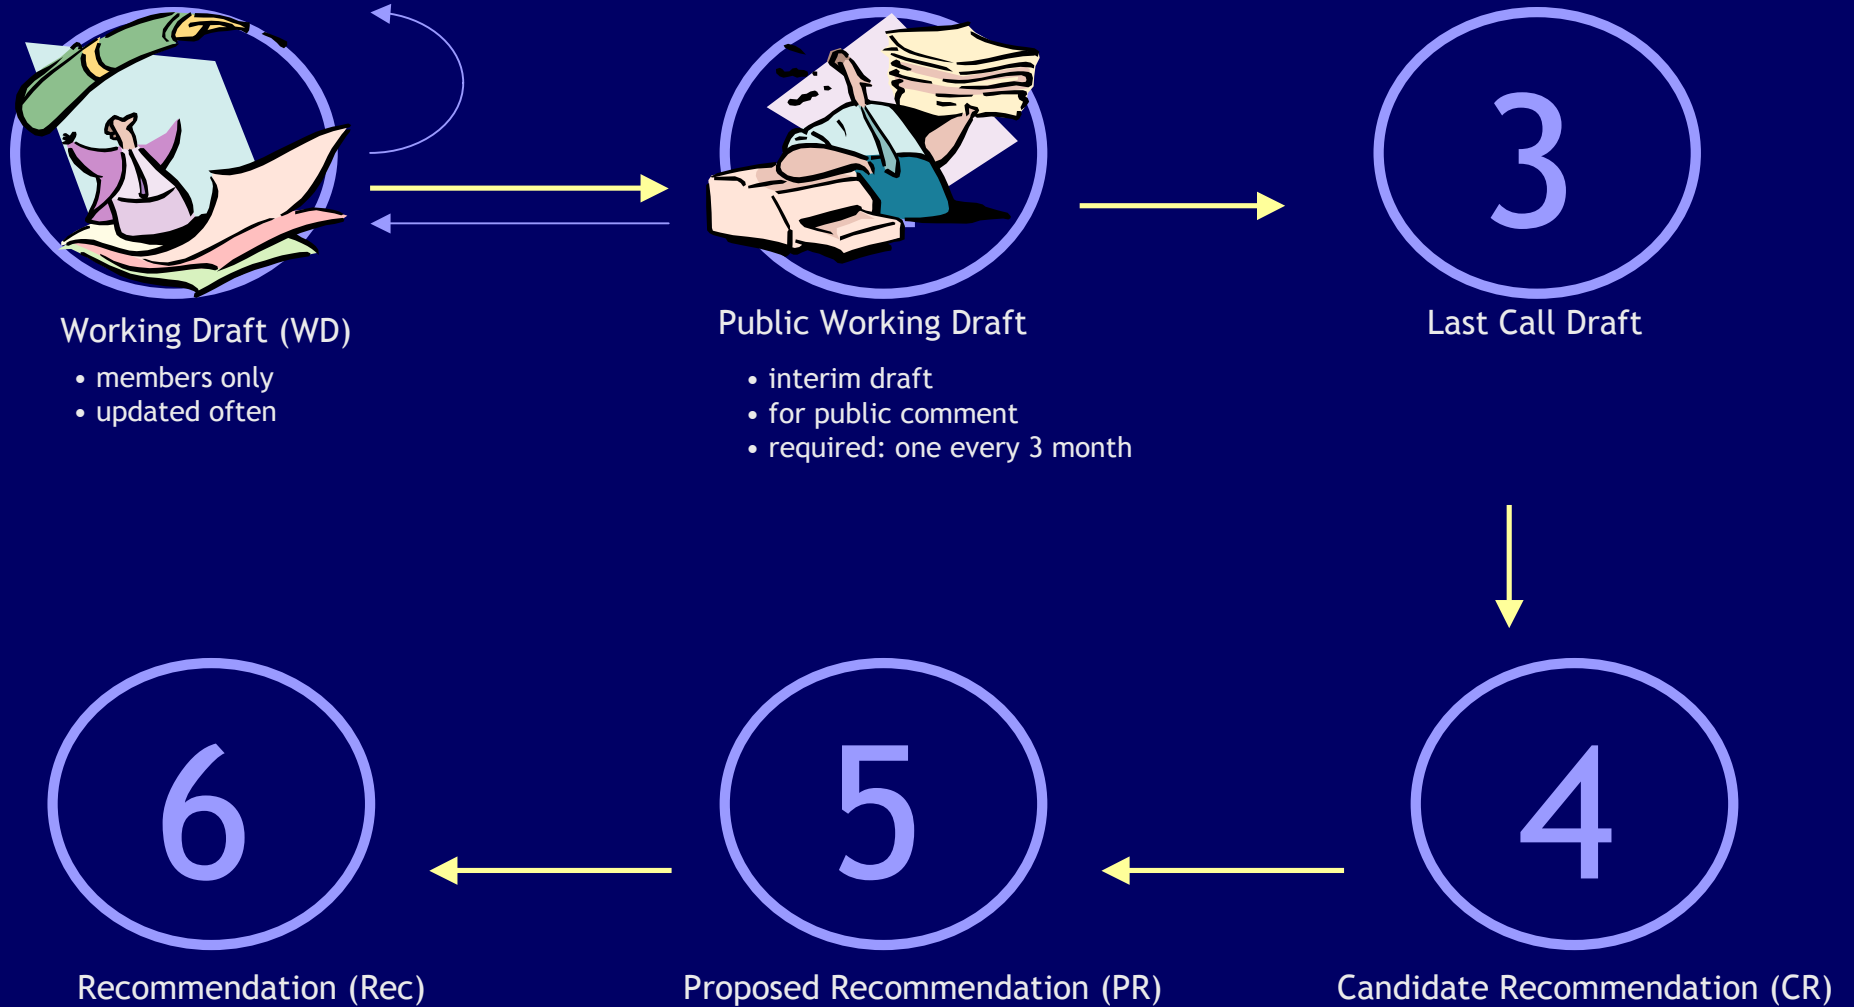 Working Draft (WD)
• members only
• updated often
Public Working Draft
• interim draft
• for public comment
• required: one every 3 month
3
Last Call Draft
4
Candidate Recommendation (CR)
5
Proposed Recommendation (PR)
6
Recommendation (Rec)